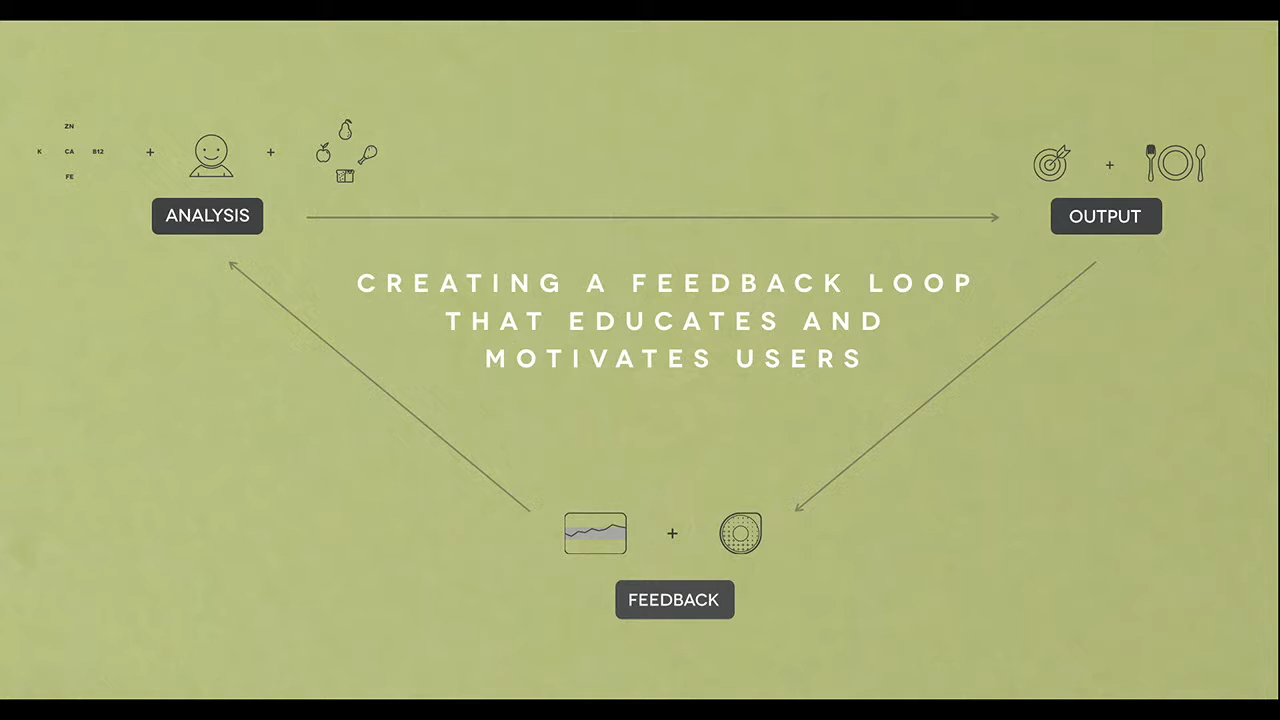 ZN
K CA B12
FE
+ +
+
ANALYSIS
OUTPUT
CREATING A FEEDBACK LOOP
THAT EDUCATES AND
MOTIVATES USERS
+
FEEDBACK